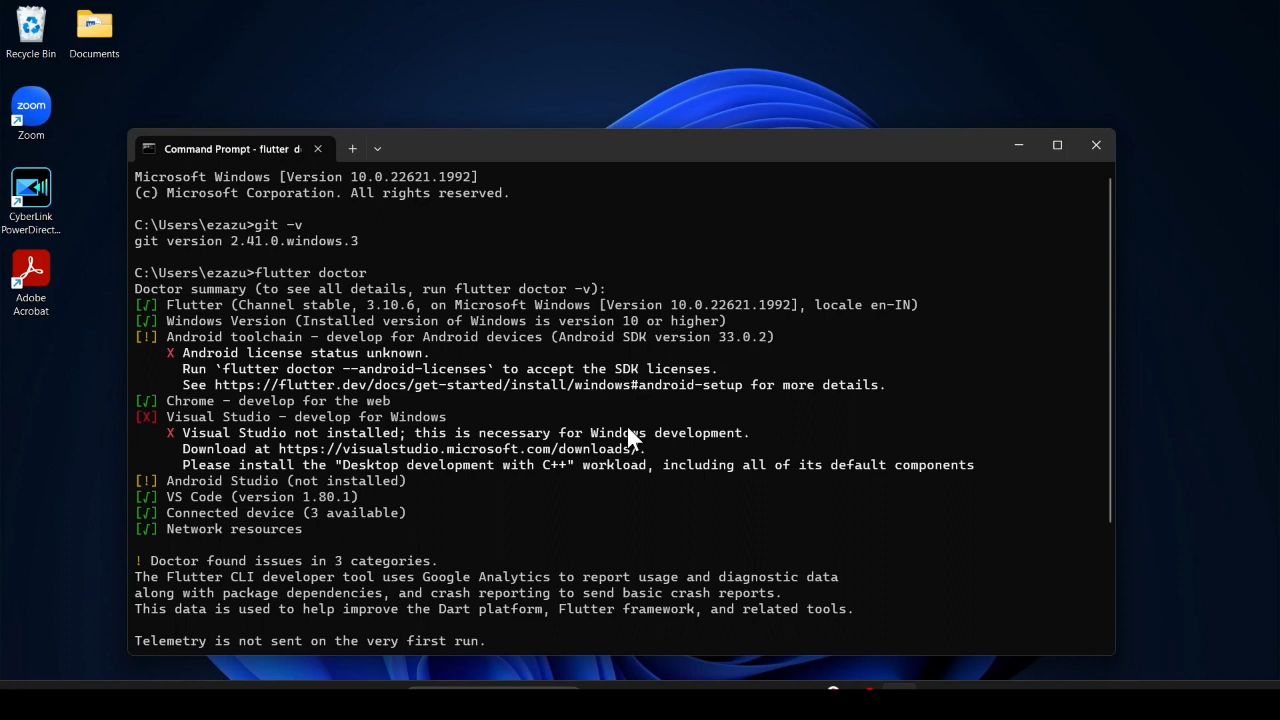 Recycle Bin
Documents
zoom
Zoom
CyberLink
PowerDirect...
Adobe
Acrobat
Command Prompt - flutter d
Microsoft Windows [Version 10.0.22621.1992]
(c) Microsoft Corporation. All rights reserved.
C:\Users\ezazu>git -v
git version 2.41.0.windows.3
C:\Users\ezazu>flutter doctor
Doctor summary (to see all details, run flutter doctor -v):
[√] Flutter (Channel stable, 3.10.6, on Microsoft Windows [Version 10.0.22621.1992], locale en-IN)
[√] Windows Version (Installed version of Windows is version 10 or higher)
[!] Android toolchain - develop for Android devices (Android SDK version 33.0.2)
X Android license status unknown.
Run `flutter doctor --android-licenses` to accept the SDK licenses.
See https://flutter.dev/docs/get-started/install/windows#android-setup for more details.
[√] Chrome - develop for the web
[X] Visual Studio - develop for Windows
X Visual Studio not installed; this is necessary for Windows development.
Download at https://visualstudio.microsoft.com/downloads/.
Please install the "Desktop development with C++" workload, including all of its default components
[!] Android Studio (not installed)
[√] VS Code (version 1.80.1)
[√] Connected device (3 available)
[√] Network resources
! Doctor found issues in 3 categories.
The Flutter CLI developer tool uses Google Analytics to report usage and diagnostic data
along with package dependencies, and crash reporting to send basic crash reports.
This data is used to help improve the Dart platform, Flutter framework, and related tools.
Telemetry is not sent on the very first run.